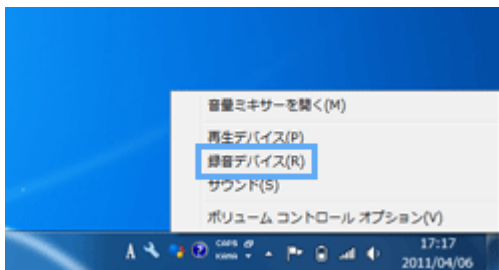 音量ミキサーを開く(M)
再生デバイス(P)
録音デバイス(R)
サウンド(S)
ボリューム コントロール オプション(V)
A
CAPS
KANA
17:17
2011/04/06